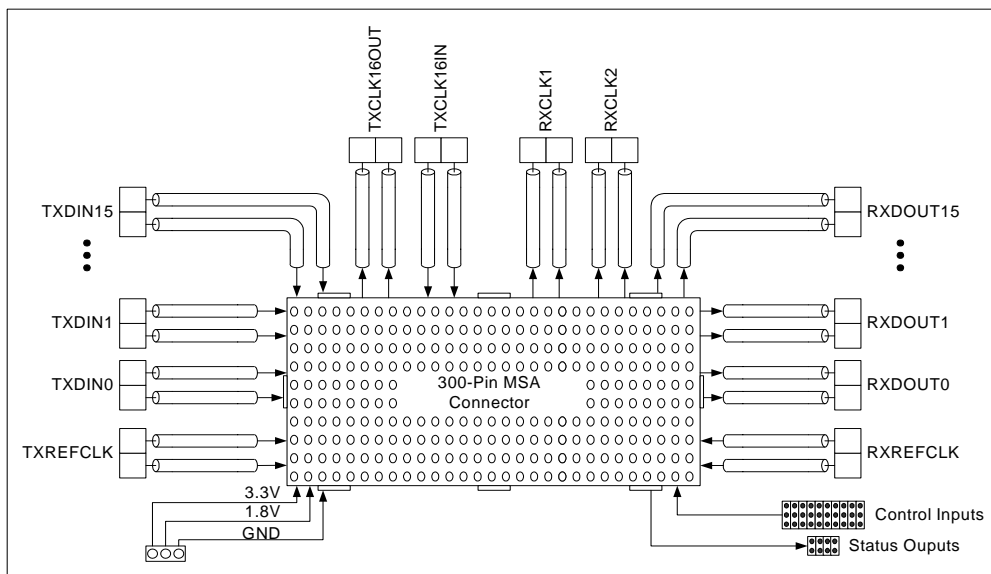 TXCLK16OUT
TXCLK16IN
RXCLK1
RXCLK2
TXDIN15
RXDOUT15
TXDIN1
RXDOUT1
TXDIN0
RXDOUT0
300-Pin MSA
Connector
TXREFCLK
RXREFCLK
3.3V
1.8V
GND
Control Inputs
Status Ouputs